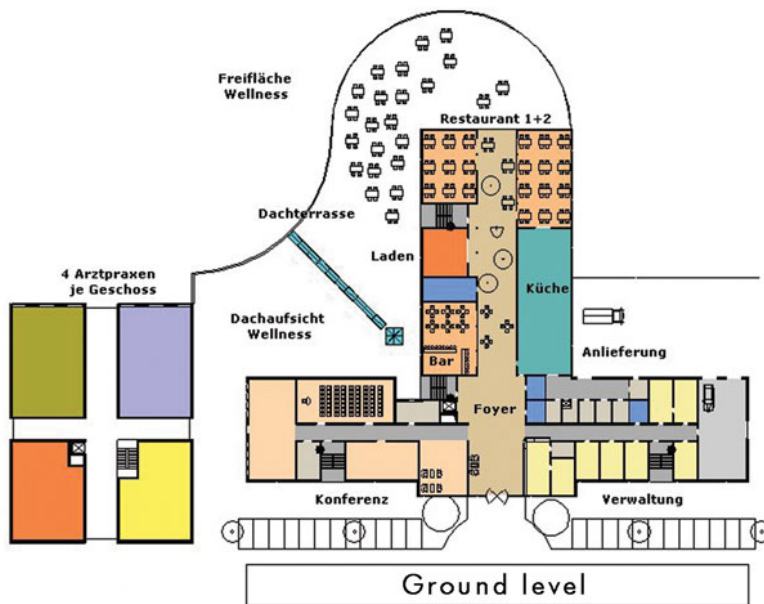 Freifläche
Wellness
Restaurant 1+2
Dachterrasse
Laden
4 Arztpraxen
je Geschoss
Küche
Dachaufsicht
Wellness
Anlieferung
Bar
Foyer
Konferenz
Verwaltung
Ground level